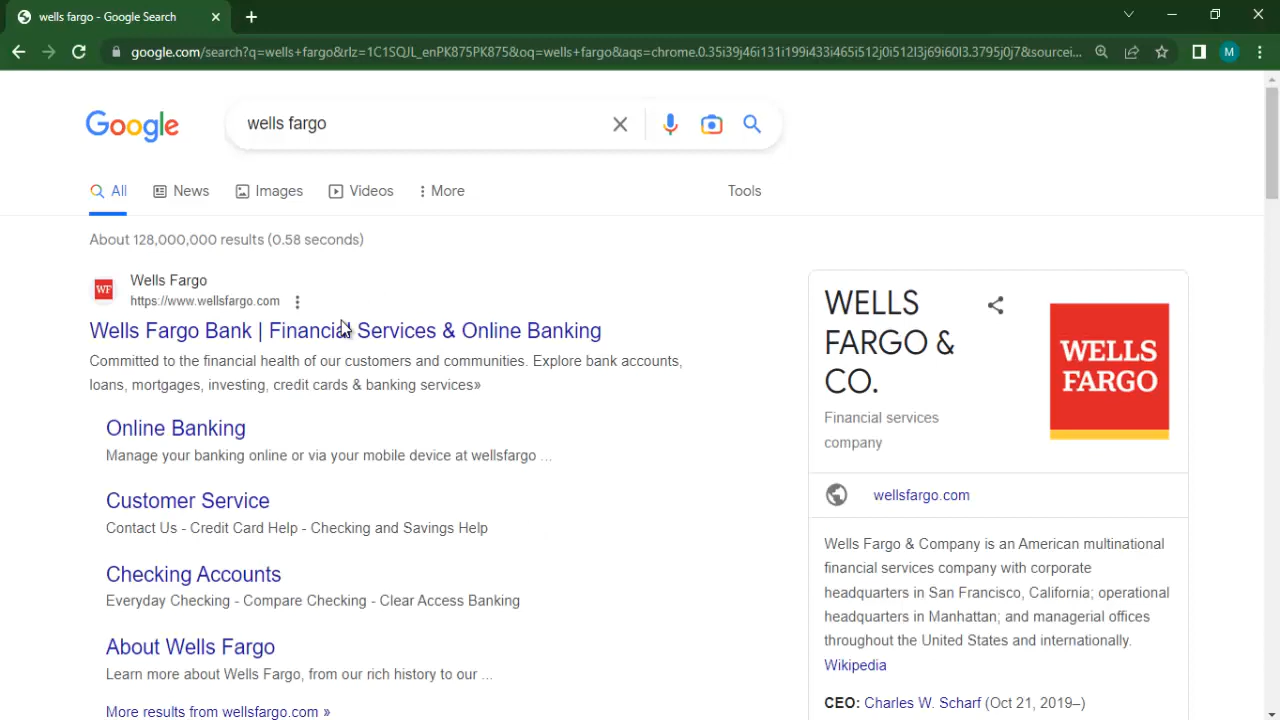 wells fargo - Google Search
google.com/search?q=wells+fargo&rlz=1C1SQJL_enPK875PK875&oq=wells+fargo&aqs=chrome.0.35i39j46i131i199i433i465i512j0i512l3j69i60l3.3795j0j7&sourcei...
M
Google
wells fargo
All
News
Images
Videos
More
Tools
About 128,000,000 results (0.58 seconds)
WF
Wells Fargo
https://www.wellsfargo.com
Wells Fargo Bank | Financial Services & Online Banking
Committed to the financial health of our customers and communities. Explore bank accounts,
loans, mortgages, investing, credit cards & banking services»
Online Banking
Manage your banking online or via your mobile device at wellsfargo ...
Customer Service
Contact Us - Credit Card Help - Checking and Savings Help
Checking Accounts
Everyday Checking - Compare Checking - Clear Access Banking
About Wells Fargo
Learn more about Wells Fargo, from our rich history to our ...
More results from wellsfargo.com »
WELLS
FARGO &
CO.
Financial services
company
WELLS
FARGO
wellsfargo.com
Wells Fargo & Company is an American multinational
financial services company with corporate
headquarters in San Francisco, California; operational
headquarters in Manhattan; and managerial offices
throughout the United States and internationally.
Wikipedia
CEO: Charles W. Scharf (Oct 21, 2019–)